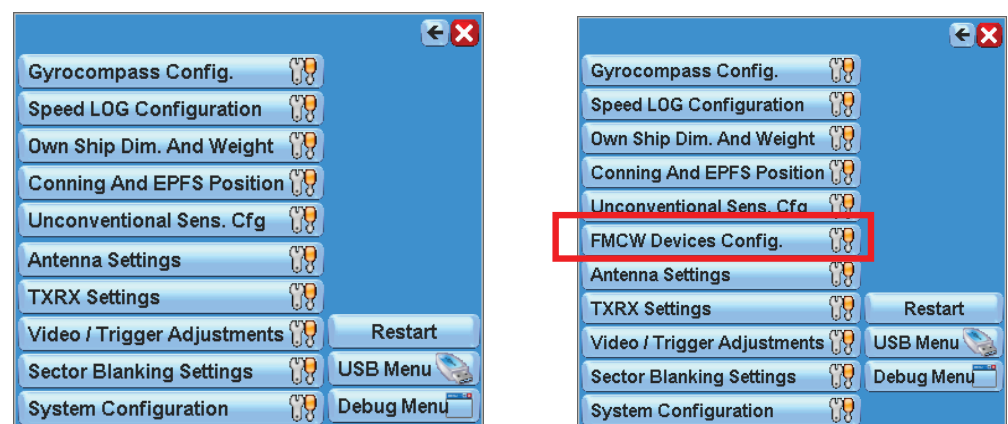 Gyrocompass Config.
Speed LOG Configuration
Own Ship Dim. And Weight
Conning And EPFS Position
Unconventional Sens. Cfg
Antenna Settings
TXRX Settings
Video / Trigger Adjustments
Restart
Sector Blanking Settings
USB Menu
System Configuration
Debug Menu
Gyrocompass Config.
Speed LOG Configuration
Own Ship Dim. And Weight
Conning And EPFS Position
Unconventional Sens. Cfg
FMCW Devices Config.
Antenna Settings
TXRX Settings
Restart
Video / Trigger Adjustments
USB Menu
Sector Blanking Settings
Debug Menu
System Configuration